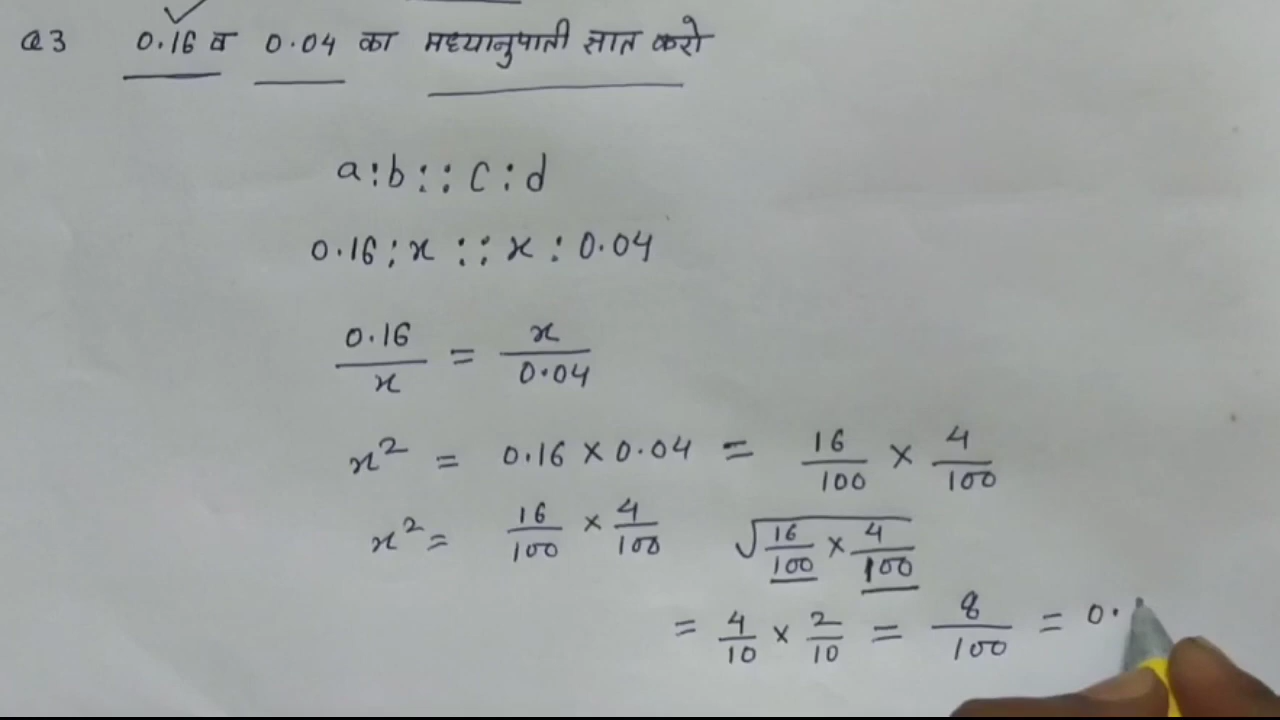 Q3 0.16 व 0.04 का मध्यानुपाती ज्ञात करो
a:b::c:d
0.16:x::x:0.04
0.16/x = x/0.04
x² = 0.16 × 0.04 = 16/100 × 4/100
x² = 16/100 × 4/100 √(16/100 × 4/100)
= 4/10 × 2/10 = 8/100 = 0.